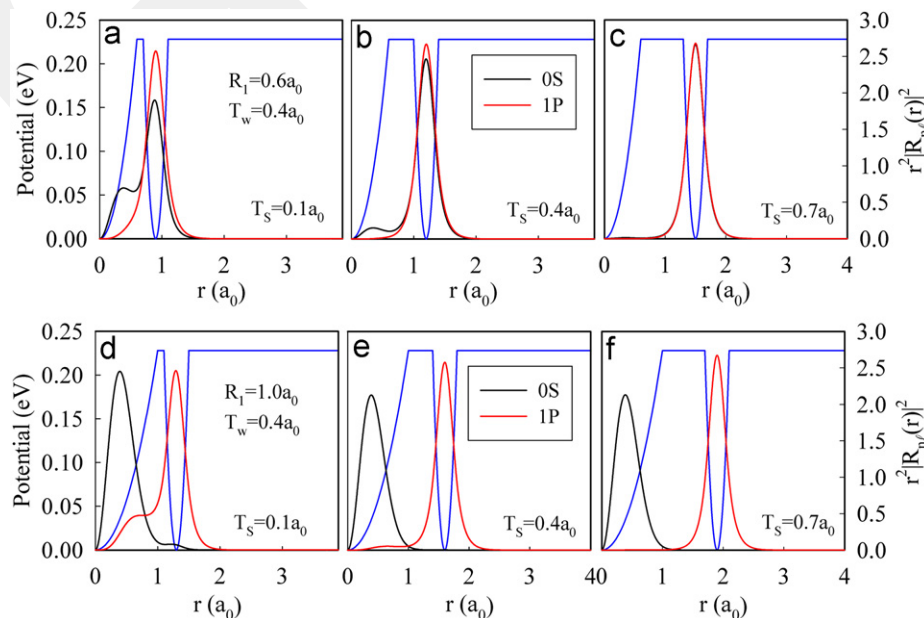 a
b
c
0.25
0.20
0.15
0.10
0.05
0.00
Potential (eV)
R1=0.6a0
Tw=0.4a0
TS=0.1a0
0S
1P
TS=0.4a0
TS=0.7a0
3.0
2.5
2.0
1.5
1.0
0.5
0.0
r²|Rnℓ(r)|²
0 1 2 3
0 1 2 3
0 1 2 3 4
r (a0)
r (a0)
r (a0)
d
e
f
0.25
0.20
0.15
0.10
0.05
0.00
Potential (eV)
R1=1.0a0
Tw=0.4a0
TS=0.1a0
0S
1P
TS=0.4a0
TS=0.7a0
3.0
2.5
2.0
1.5
1.0
0.5
0.0
r²|Rnℓ(r)|²
0 1 2 3
0 1 2 3 4
0 1 2 3 4
r (a0)
r (a0)
r (a0)